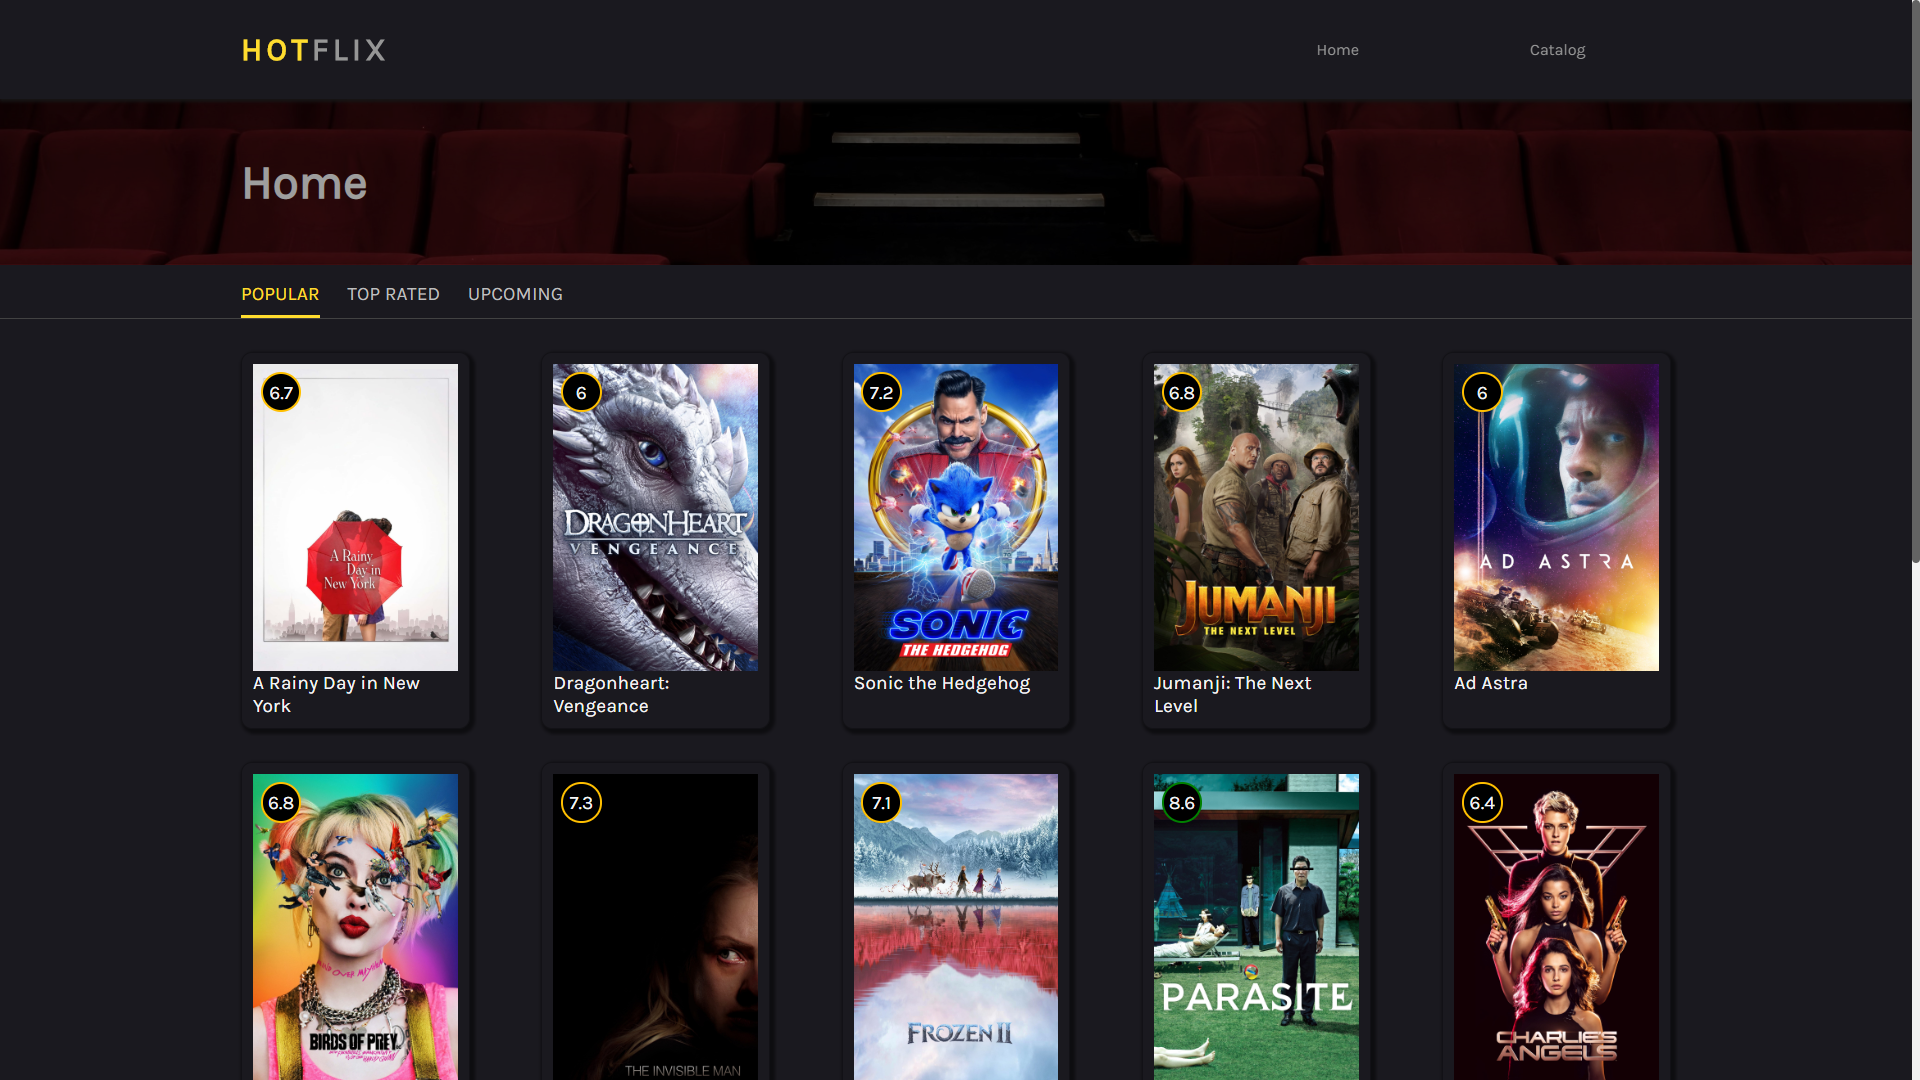 HOTFLIX
Home
Catalog
Home
POPULAR
TOP RATED
UPCOMING
6.7
A Rainy
Day in
New York
A Rainy Day in New
York
6
DRAGONHEART
VENGEANCE
Dragonheart:
Vengeance
7.2
SONIC
THE HEDGEHOG
Sonic the Hedgehog
6.8
JUMANJI
THE NEXT LEVEL
Jumanji: The Next
Level
6
AD ASTRA
Ad Astra
6.8
BIRDS OF PREY
7.3
THE INVISIBLE MAN
7.1
FROZEN II
8.6
PARASITE
6.4
CHARLIE'S
ANGELS